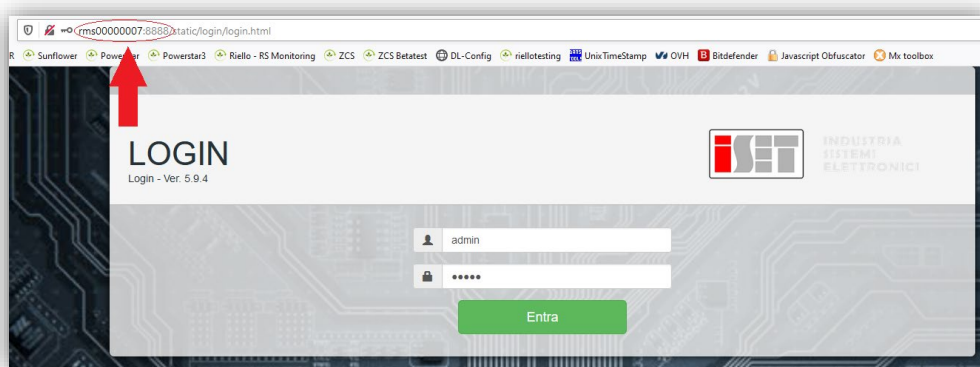 rms00000007:8888/static/login/login.html
R Sunflower Powerstar Powerstar3 Riello - RS Monitoring ZCS ZCS Betatest DL-Config riellotesting UnixTimeStamp OVH B Bitdefender Javascript Obfuscator Mx toolbox
LOGIN
Login - Ver. 5.9.4
iSET
INDUSTRIA
SISTEMI
ELETTRONICI
admin
•••••
Entra